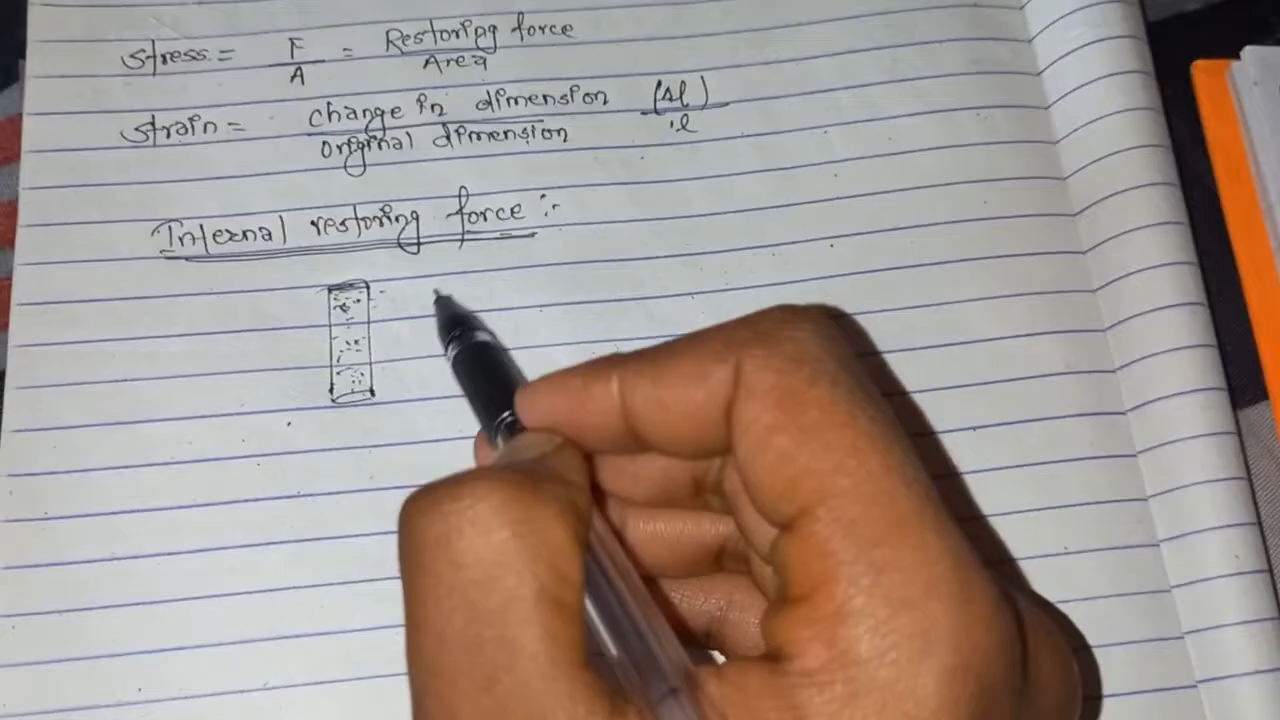 Stress = F/A = Restoring force/Area
Strain = change in dimension/original dimension (Δl)/l
Internal restoring force :-